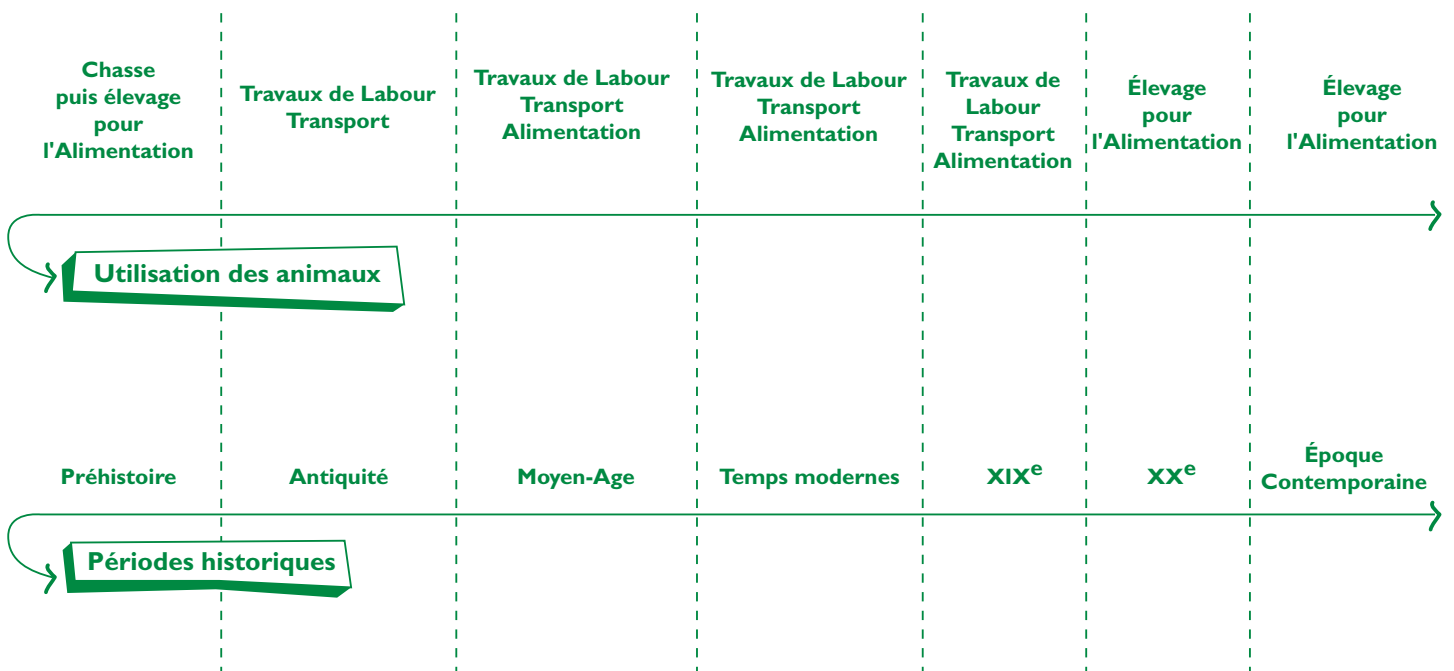 Chasse
puis élevage
pour
l'Alimentation
Travaux de Labour
Transport
Travaux de Labour
Transport
Alimentation
Travaux de Labour
Transport
Alimentation
Travaux de
Labour
Transport
Alimentation
Élevage
pour
l'Alimentation
Élevage
pour
l'Alimentation
Utilisation des animaux
Préhistoire
Antiquité
Moyen-Age
Temps modernes
XIXe
XXe
Époque
Contemporaine
Périodes historiques